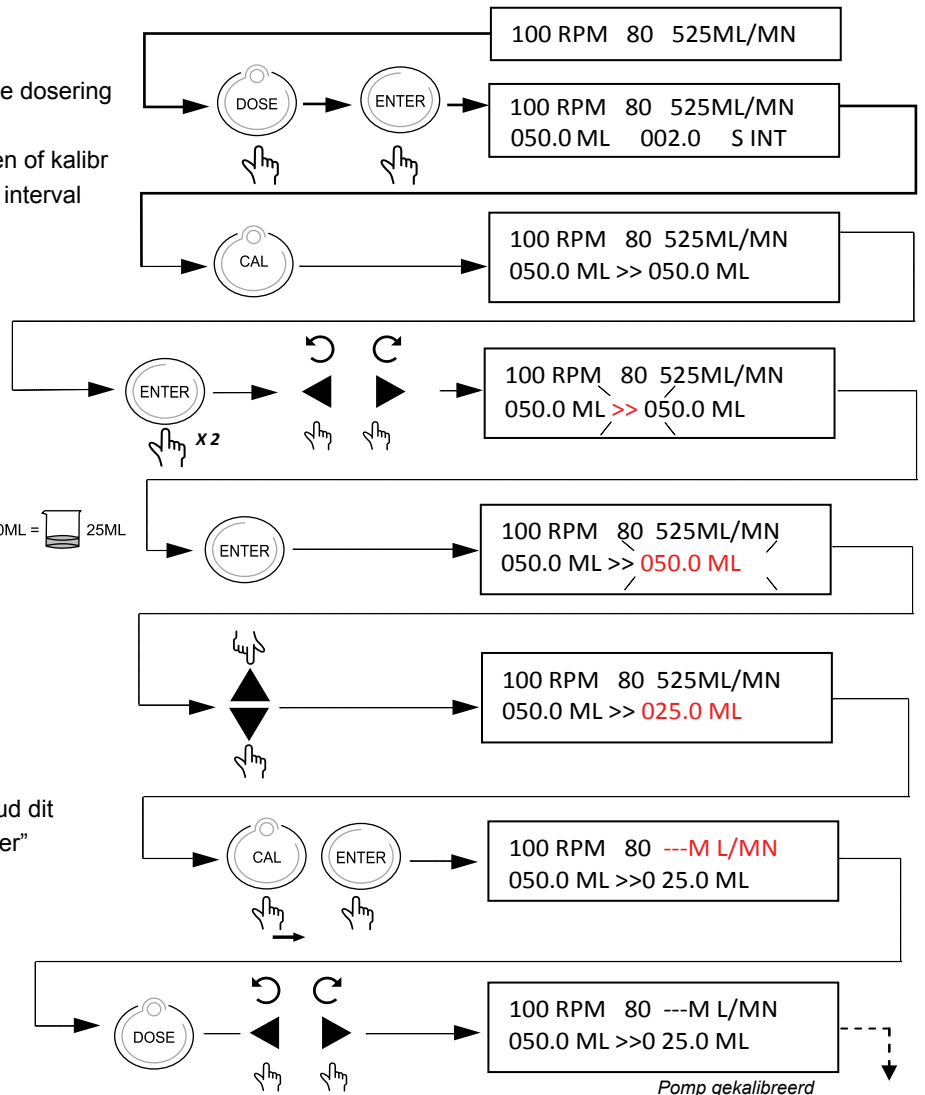 100 RPM 80 525ML/MN
e dosering
DOSE
ENTER
100 RPM 80 525ML/MN
050.0 ML 002.0 S INT
en of kalibr
interval
CAL
100 RPM 80 525ML/MN
050.0 ML >> 050.0 ML
ENTER
X 2
100 RPM 80 525ML/MN
050.0 ML >> 050.0 ML
0ML = 25ML
ENTER
100 RPM 80 525ML/MN
050.0 ML >> 050.0 ML
100 RPM 80 525ML/MN
050.0 ML >> 025.0 ML
ud dit
er”
CAL
ENTER
100 RPM 80 ---M L/MN
050.0 ML >>0 25.0 ML
DOSE
100 RPM 80 ---M L/MN
050.0 ML >>0 25.0 ML
Pomp gekalibreerd